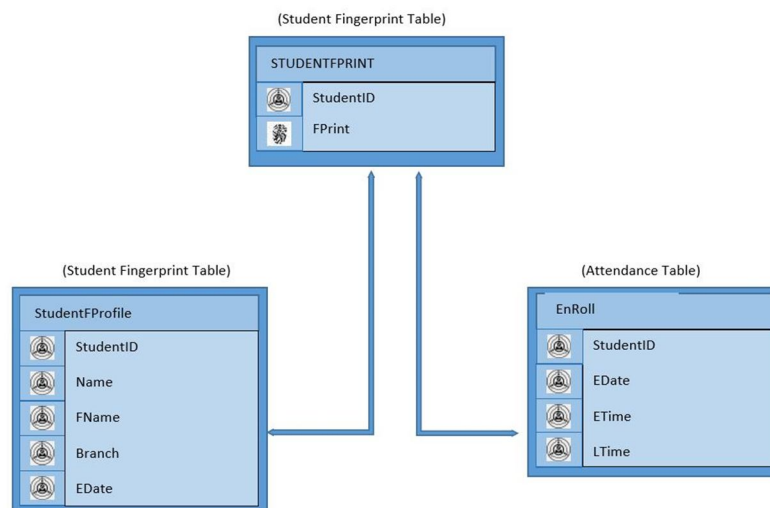 (Student Fingerprint Table)
STUDENTFPRINT
StudentID
FPrint
(Student Fingerprint Table)
StudentFProfile
StudentID
Name
FName
Branch
EDate
(Attendance Table)
EnRoll
StudentID
EDate
ETime
LTime